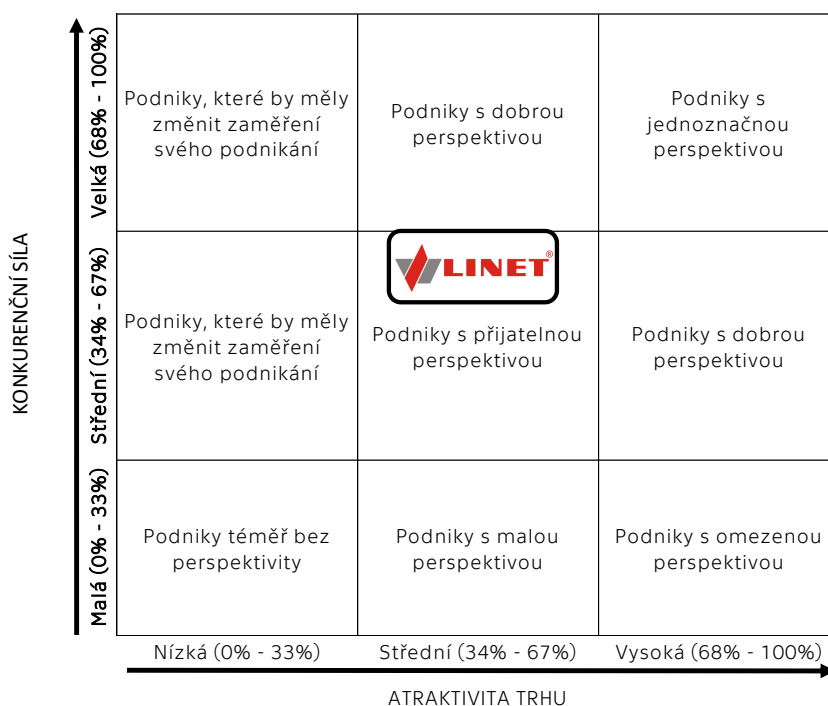 KONKURENČNÍ SÍLA
Velká (68% - 100%)
Podniky, které by měly
změnit zaměření
svého podnikání
Podniky s dobrou
perspektivou
Podniky s
jednoznačnou
perspektivou
Střední (34% - 67%)
Podniky, které by měly
změnit zaměření
svého podnikání
LINET®
Podniky s přijatelnou
perspektivou
Podniky s dobrou
perspektivou
Malá (0% - 33%)
Podniky téměř bez
perspektivity
Podniky s malou
perspektivou
Podniky s omezenou
perspektivou
Nízká (0% - 33%)
Střední (34% - 67%)
Vysoká (68% - 100%)
ATRAKTIVITA TRHU